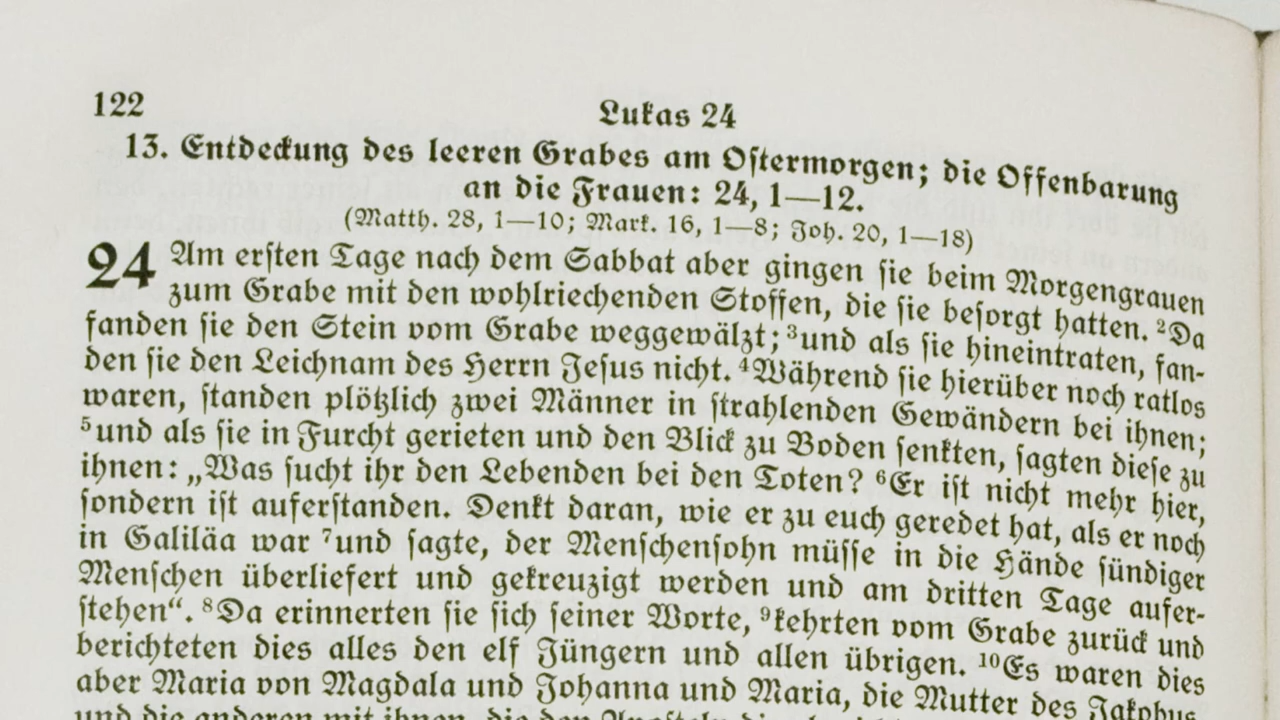 122
Lukas 24
13. Entdeckung des leeren Grabes am Ostermorgen; die Offenbarung
an die Frauen: 24, 1—12.
(Matth. 28, 1—10; Mark. 16, 1—8; Joh. 20, 1—18)
24 Am ersten Tage nach dem Sabbat aber gingen sie beim Morgengrauen
zum Grabe mit den wohlriechenden Stoffen, die sie besorgt hatten. ²Da
fanden sie den Stein vom Grabe weggewälzt; ³und als sie hineintraten, fan-
den sie den Leichnam des Herrn Jesus nicht. ⁴Während sie hierüber noch ratlos
waren, standen plötzlich zwei Männer in strahlenden Gewändern bei ihnen;
⁵und als sie in Furcht gerieten und den Blick zu Boden senkten, sagten diese zu
ihnen: „Was sucht ihr den Lebenden bei den Toten? ⁶Er ist nicht mehr hier,
sondern ist auferstanden. Denkt daran, wie er zu euch geredet hat, als er noch
in Galiläa war ⁷und sagte, der Menschensohn müsse in die Hände sündiger
Menschen überliefert und gekreuzigt werden und am dritten Tage aufer-
stehen“. ⁸Da erinnerten sie sich seiner Worte, ⁹kehrten vom Grabe zurück und
berichteten dies alles den elf Jüngern und allen übrigen. ¹⁰Es waren dies
aber Maria von Magdala und Johanna und Maria, die Mutter des Jakobus,
und die anderen mit ihnen, die den Aposteln